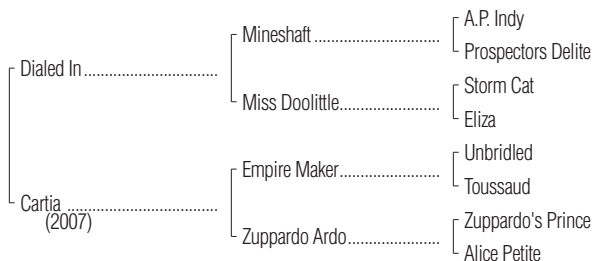 A.P. Indy
Mineshaft
Prospectors Delite
Dialed In
Storm Cat
Miss Doolittle
Eliza
Unbridled
Empire Maker
Toussaud
Cartia
(2007)
Zuppardo's Prince
Zuppardo Ardo
Alice Petite